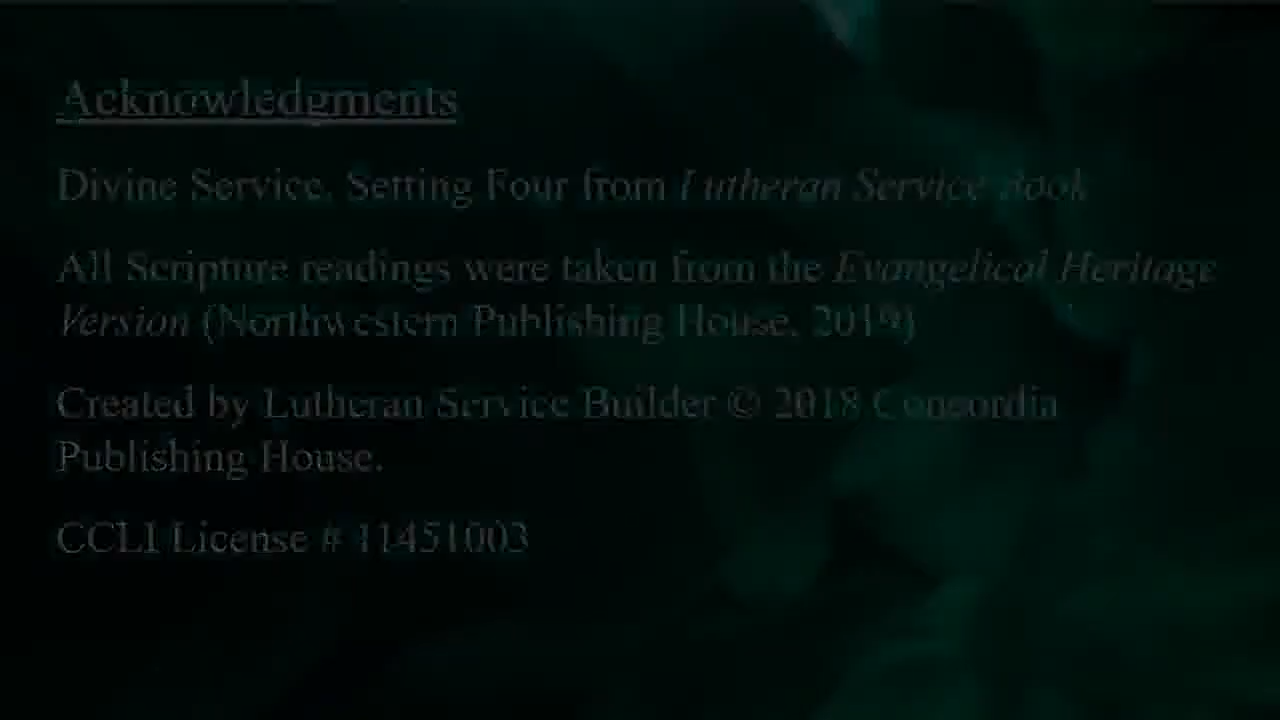 Acknowledgments
Divine Service, Setting Four from Lutheran Service Book
All Scripture readings were taken from the Evangelical Heritage
Version (Northwestern Publishing House, 2019)
Created by Lutheran Service Builder © 2018 Concordia
Publishing House.
CCLI License # 11451003